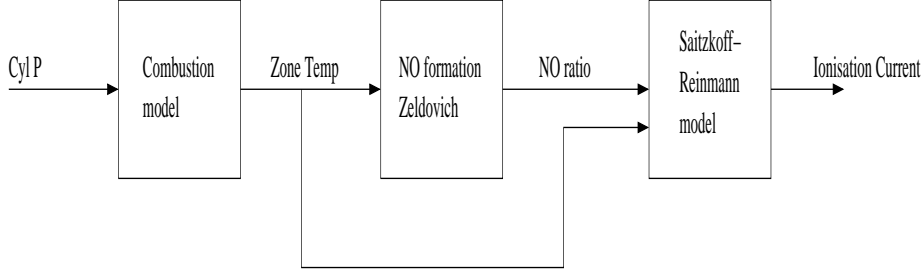 Cyl P
Combustion
model
Zone Temp
NO formation
Zeldovich
NO ratio
Saitzkoff–
Reinmann
model
Ionisation Current